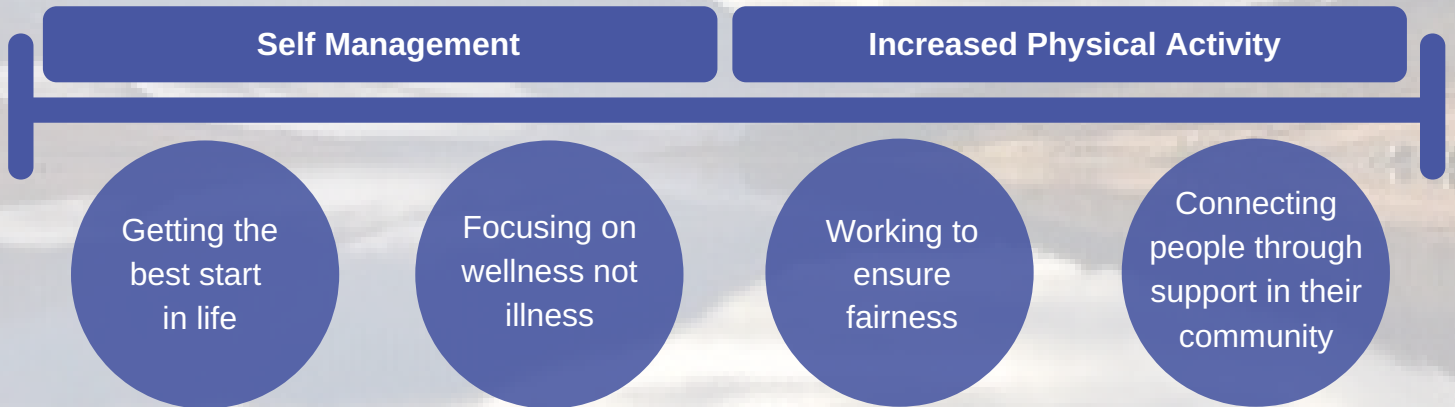 Self Management
Increased Physical Activity
Getting the
best start
in life
Focusing on
wellness not
illness
Working to
ensure
fairness
Connecting
people through
support in their
community